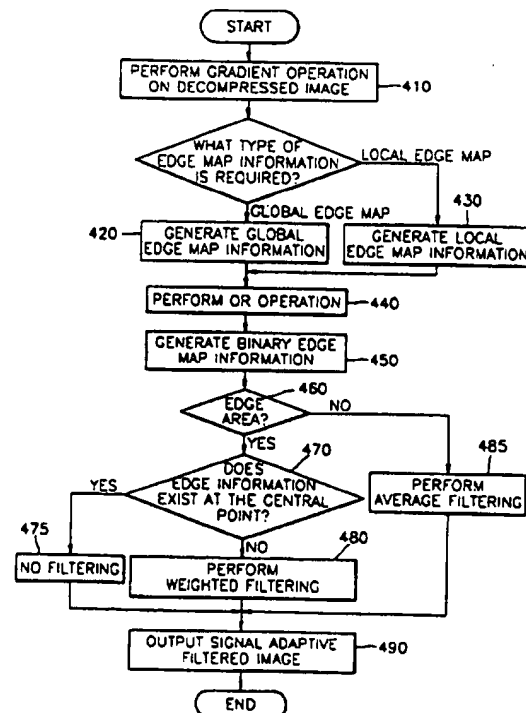 START
PERFORM GRADIENT OPERATION
ON DECOMPRESSED IMAGE
410
WHAT TYPE OF
EDGE MAP INFORMATION
IS REQUIRED?
LOCAL EDGE MAP
GLOBAL EDGE MAP
420
GENERATE GLOBAL
EDGE MAP INFORMATION
430
GENERATE LOCAL
EDGE MAP INFORMATION
PERFORM OR OPERATION
440
GENERATE BINARY EDGE
MAP INFORMATION
450
460
EDGE
AREA?
NO
YES
470
DOES
EDGE INFORMATION
EXIST AT THE CENTRAL
POINT?
YES
485
PERFORM
AVERAGE FILTERING
475
NO FILTERING
NO
480
PERFORM
WEIGHTED FILTERING
OUTPUT SIGNAL ADAPTIVE
FILTERED IMAGE
490
END